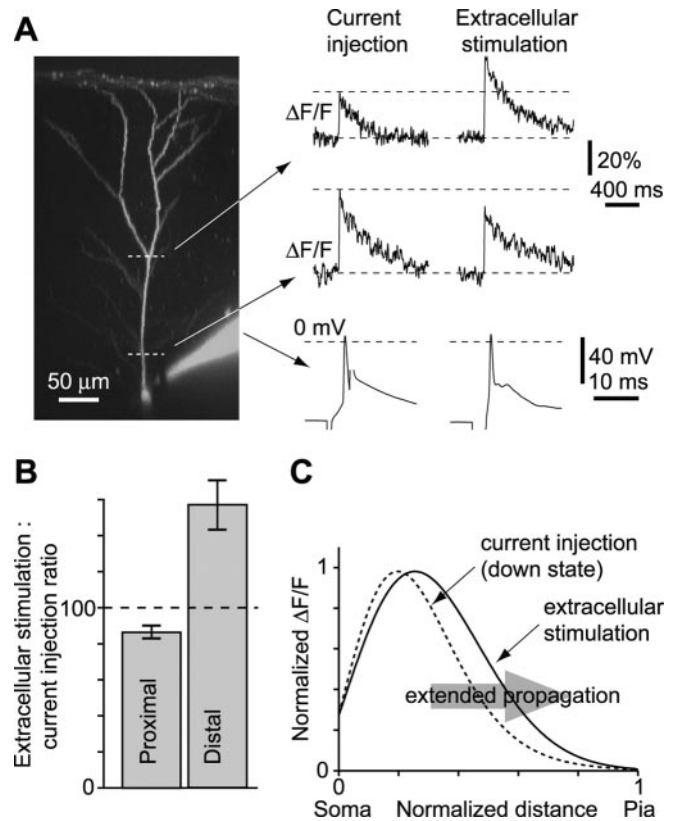 A
Current
injection
Extracellular
stimulation
ΔF/F
20%
400 ms
ΔF/F
0 mV
40 mV
10 ms
50 μm
B
Extracellular stimulation :
current injection ratio
100
0
Proximal
Distal
C
Normalized ΔF/F
1
0
current injection
(down state)
extracellular
stimulation
extended propagation
0
1
Soma
Normalized distance
Pia